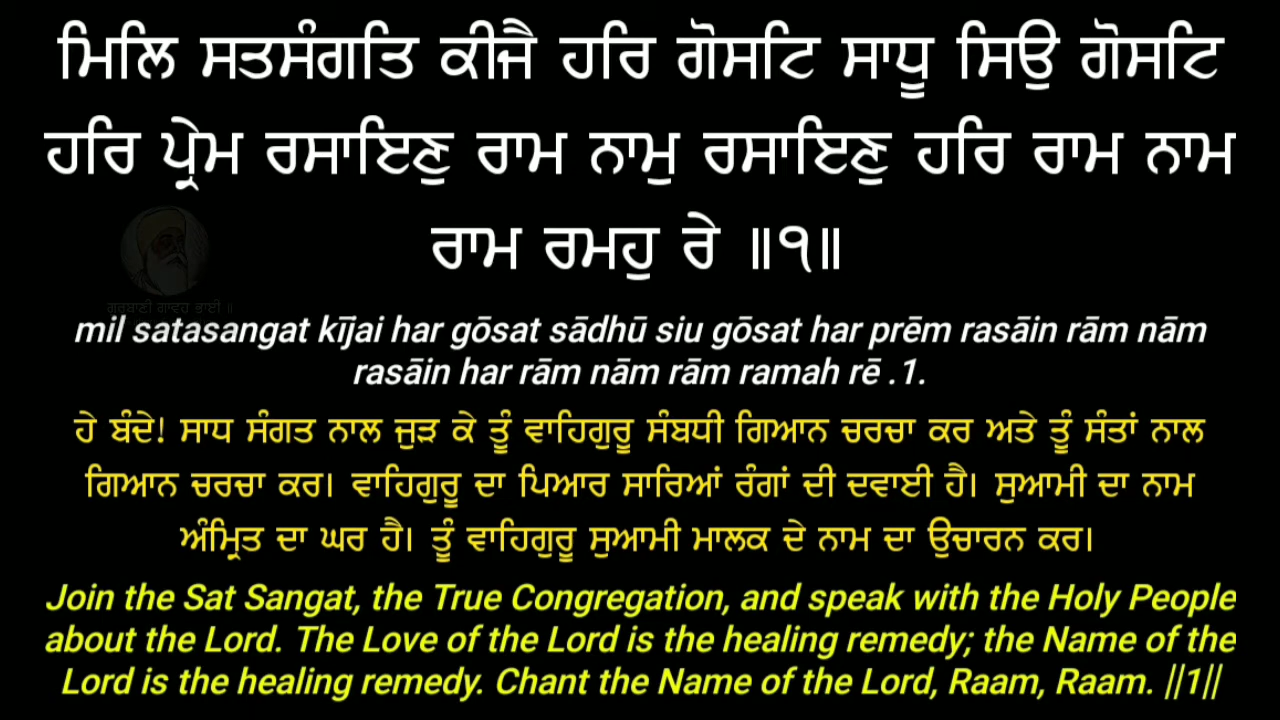 ਮਿਲਿ ਸਤਸੰਗਤਿ ਕੀਜੈ ਹਰਿ ਗੋਸਟਿ ਸਾਧੂ ਸਿਉ ਗੋਸਟਿ
ਹਰਿ ਪ੍ਰੇਮ ਰਸਾਇਣੁ ਰਾਮ ਨਾਮੁ ਰਸਾਇਣੁ ਹਰਿ ਰਾਮ ਨਾਮ
ਰਾਮ ਰਮਹੁ ਰੇ ॥੧॥
ਗੁਰਬਾਣੀ ਗਾਵਹ ਭਾਈ ॥
mil satasangat kījai har gōsat sādhū siu gōsat har prēm rasāin rām nām
rasāin har rām nām rām ramah rē .1.
ਹੇ ਬੰਦੇ! ਸਾਧ ਸੰਗਤ ਨਾਲ ਜੁੜ ਕੇ ਤੂੰ ਵਾਹਿਗੁਰੂ ਸੰਬਧੀ ਗਿਆਨ ਚਰਚਾ ਕਰ ਅਤੇ ਤੂੰ ਸੰਤਾਂ ਨਾਲ
ਗਿਆਨ ਚਰਚਾ ਕਰ। ਵਾਹਿਗੁਰੂ ਦਾ ਪਿਆਰ ਸਾਰਿਆਂ ਰੰਗਾਂ ਦੀ ਦਵਾਈ ਹੈ। ਸੁਆਮੀ ਦਾ ਨਾਮ
ਅੰਮ੍ਰਿਤ ਦਾ ਘਰ ਹੈ। ਤੂੰ ਵਾਹਿਗੁਰੂ ਸੁਆਮੀ ਮਾਲਕ ਦੇ ਨਾਮ ਦਾ ਉਚਾਰਨ ਕਰ।
Join the Sat Sangat, the True Congregation, and speak with the Holy People
about the Lord. The Love of the Lord is the healing remedy; the Name of the
Lord is the healing remedy. Chant the Name of the Lord, Raam, Raam. ||1||